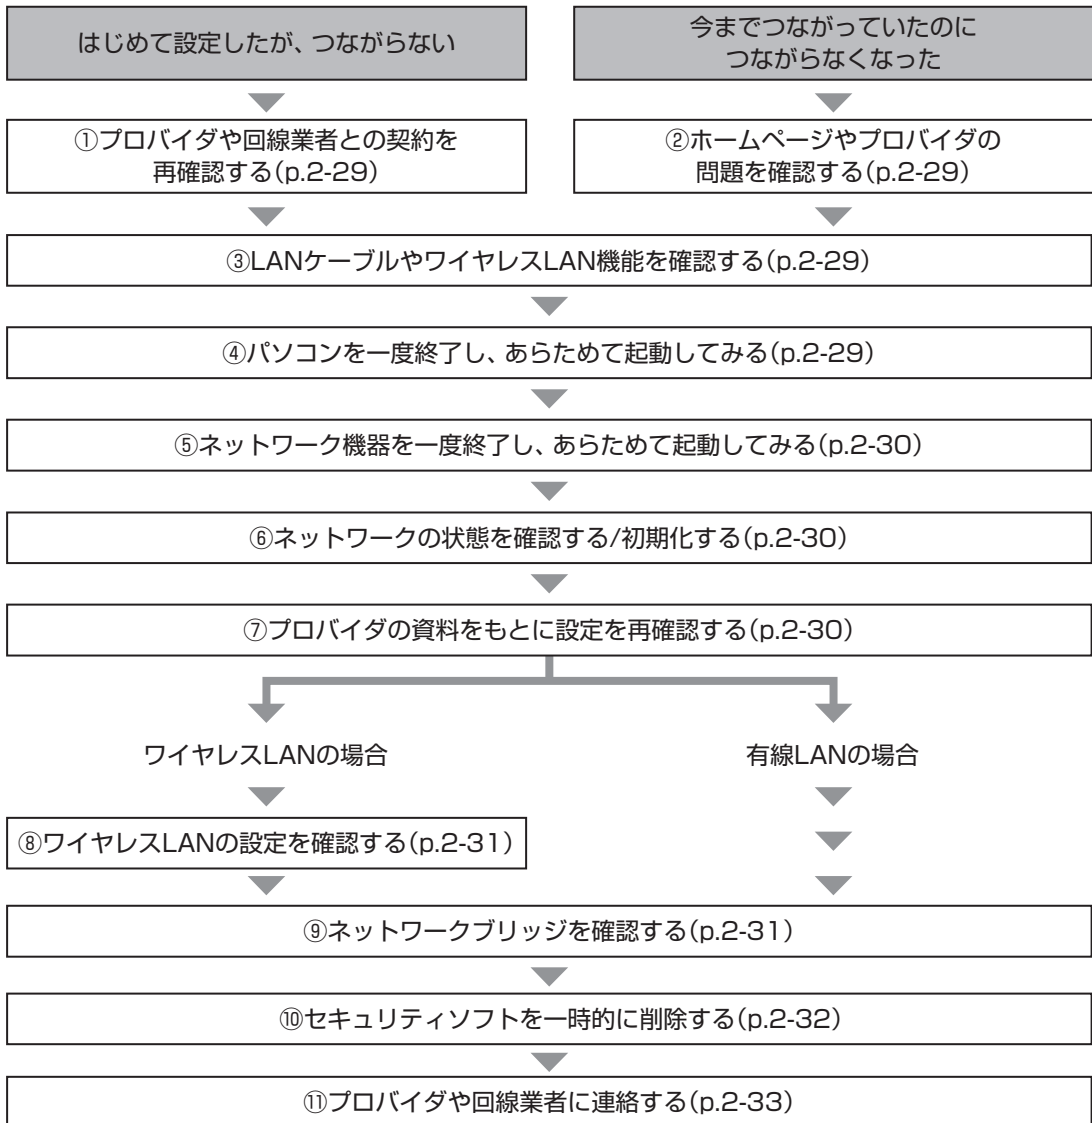 はじめて設定したが、つながらない
今までつながっていたのに
つながらなくなった
①プロバイダや回線業者との契約を
再確認する(p.2-29)
②ホームページやプロバイダの
問題を確認する(p.2-29)
③LANケーブルやワイヤレスLAN機能を確認する(p.2-29)
④パソコンを一度終了し、あらためて起動してみる(p.2-29)
⑤ネットワーク機器を一度終了し、あらためて起動してみる(p.2-30)
⑥ネットワークの状態を確認する/初期化する(p.2-30)
⑦プロバイダの資料をもとに設定を再確認する(p.2-30)
ワイヤレスLANの場合
有線LANの場合
⑧ワイヤレスLANの設定を確認する(p.2-31)
⑨ネットワークブリッジを確認する(p.2-31)
⑩セキュリティソフトを一時的に削除する(p.2-32)
⑪プロバイダや回線業者に連絡する(p.2-33)